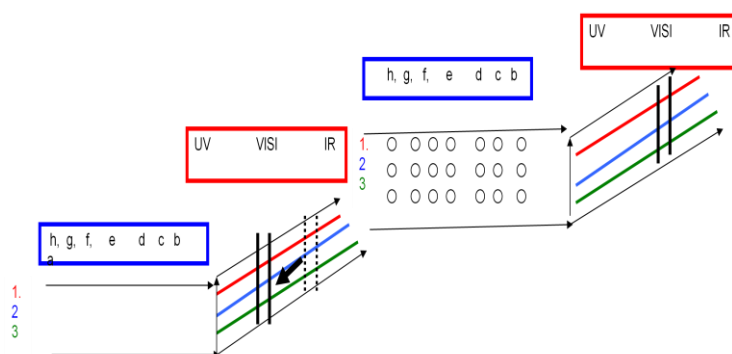 UV VISI IR
h, g, f, e d c b
UV VISI IR
1.
2
3
h, g, f, e d c b
a
1.
2
3